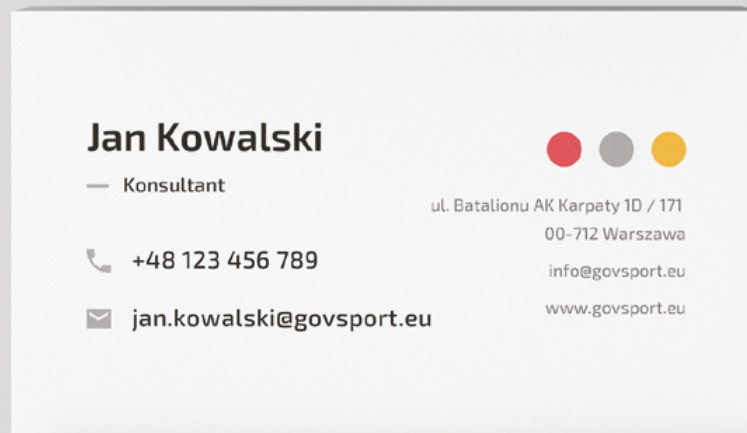 Jan Kowalski
Konsultant
+48 123 456 789
jan.kowalski@govsport.eu
ul. Batalionu AK Karpaty 1D / 171
00-712 Warszawa
info@govsport.eu
www.govsport.eu